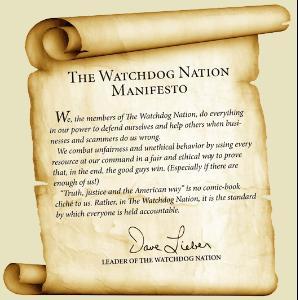 THE WATCHDOG NATION
MANIFESTO
We, the members of The Watchdog Nation, do everything
in our power to defend ourselves and help others when busi-
nesses and scammers do us wrong.
We combat unfairness and unethical behavior by using every
resource at our command in a fair and ethical way to prove
that, in the end, the good guys win. (Especially if there are
enough of us!)
"Truth, justice and the American way" is no comic-book
cliché to us. Rather, in The Watchdog Nation, it is the standard
by which everyone is held accountable.
Dave Lieber
LEADER OF THE WATCHDOG NATION